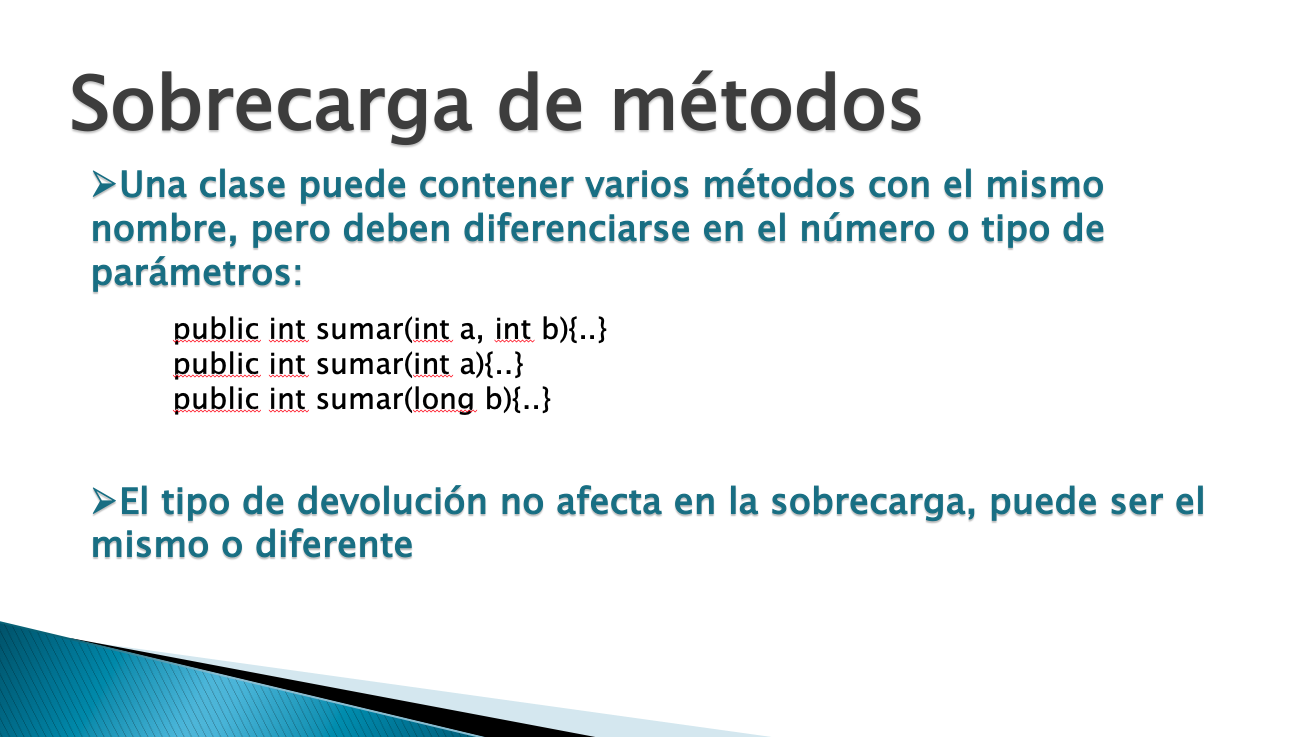 Sobrecarga de métodos
➢Una clase puede contener varios métodos con el mismo
nombre, pero deben diferenciarse en el número o tipo de
parámetros:
public int sumar(int a, int b){..}
public int sumar(int a){..}
public int sumar(long b){..}
➢El tipo de devolución no afecta en la sobrecarga, puede ser el
mismo o diferente